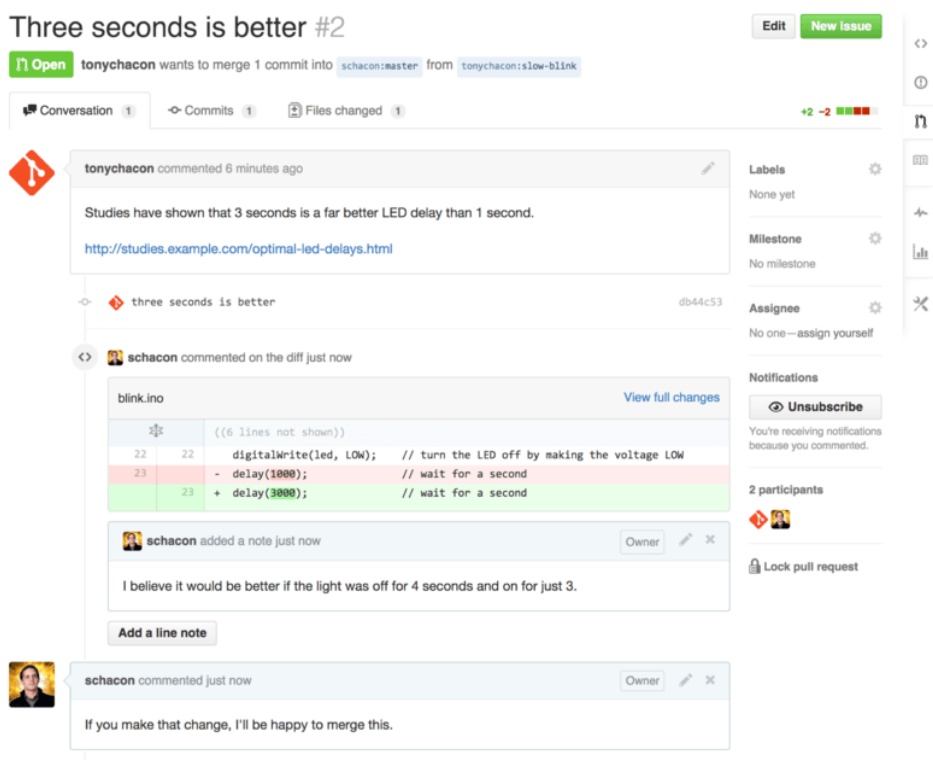 Three seconds is better #2
Edit
New issue
Open tonychacon wants to merge 1 commit into schacon:master from tonychacon:slow-blink
Conversation 1 Commits 1 Files changed 1
+2 −2
tonychacon commented 6 minutes ago
Studies have shown that 3 seconds is a far better LED delay than 1 second.
http://studies.example.com/optimal-led-delays.html
three seconds is better db44c53
schacon commented on the diff just now
blink.ino View full changes
((6 lines not shown))
22 22 digitalWrite(led, LOW); // turn the LED off by making the voltage LOW
23 - delay(1000); // wait for a second
23 + delay(3000); // wait for a second
schacon added a note just now Owner
I believe it would be better if the light was off for 4 seconds and on for just 3.
Add a line note
schacon commented just now Owner
If you make that change, I'll be happy to merge this.
Labels
None yet
Milestone
No milestone
Assignee
No one—assign yourself
Notifications
Unsubscribe
You're receiving notifications
because you commented.
2 participants
Lock pull request